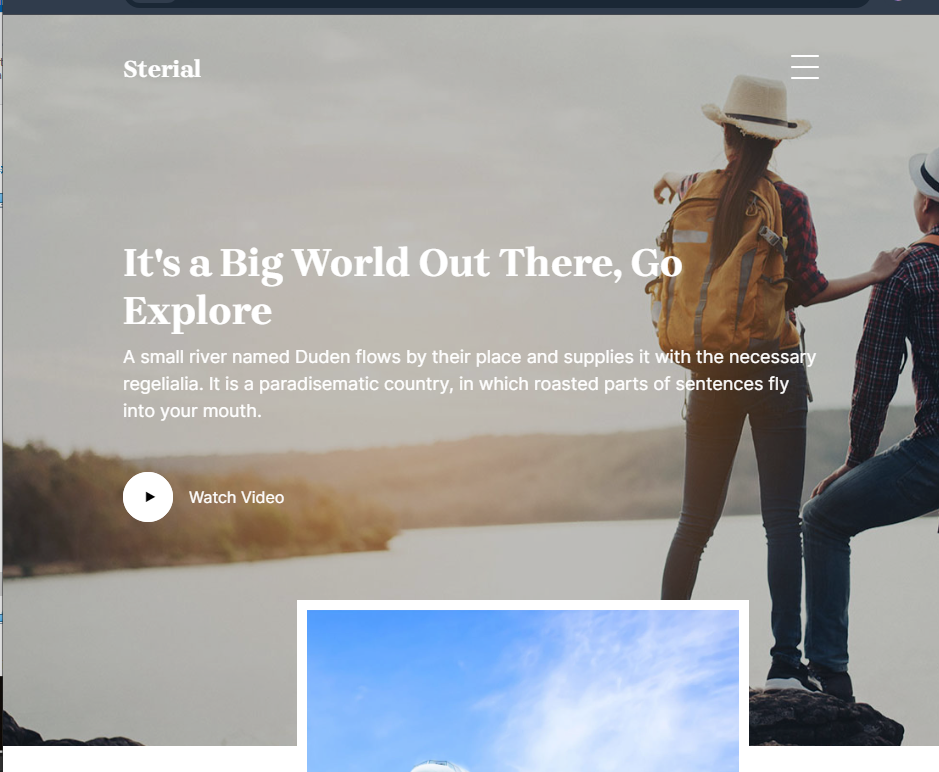 Sterial
It's a Big World Out There, Go
Explore
A small river named Duden flows by their place and supplies it with the necessary
regelialia. It is a paradisematic country, in which roasted parts of sentences fly
into your mouth.
Watch Video